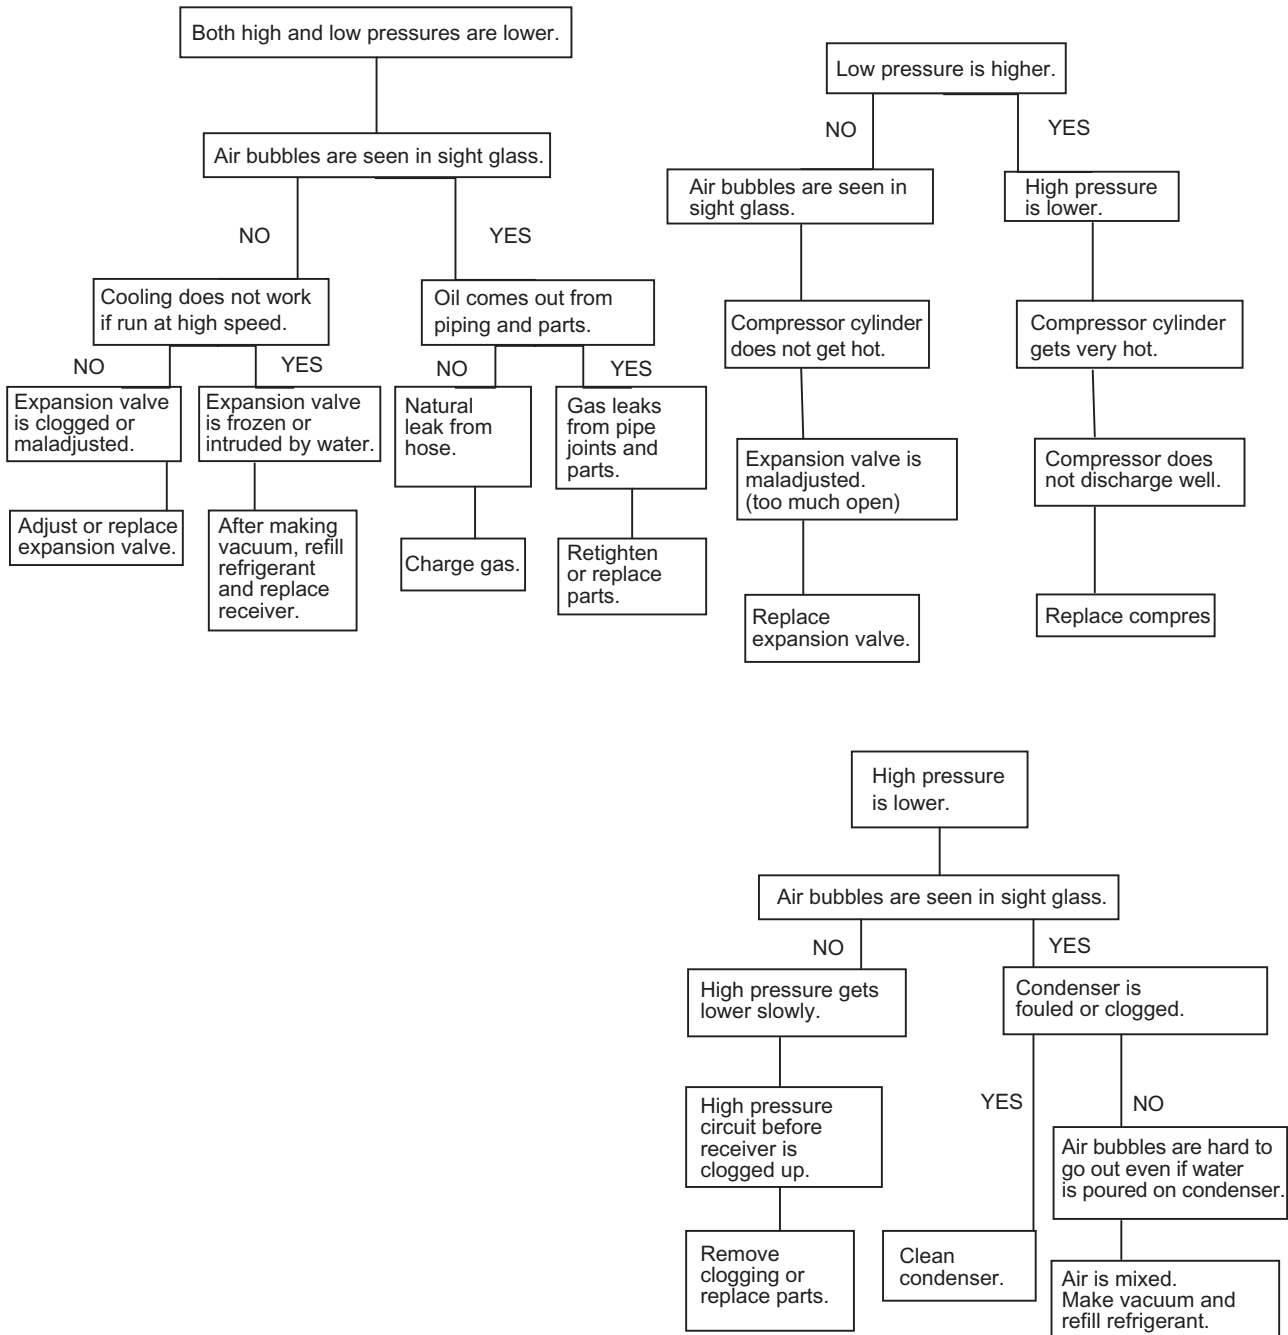 Both high and low pressures are lower.
Air bubbles are seen in sight glass.
NO
YES
Cooling does not work
if run at high speed.
Oil comes out from
piping and parts.
NO
YES
NO
YES
Expansion valve
is clogged or
maladjusted.
Expansion valve
is frozen or
intruded by water.
Natural
leak from
hose.
Gas leaks
from pipe
joints and
parts.
Adjust or replace
expansion valve.
After making
vacuum, refill
refrigerant
and replace
receiver.
Charge gas.
Retighten
or replace
parts.
Low pressure is higher.
NO
YES
Air bubbles are seen in
sight glass.
High pressure
is lower.
Compressor cylinder
does not get hot.
Compressor cylinder
gets very hot.
Expansion valve is
maladjusted.
(too much open)
Compressor does
not discharge well.
Replace
expansion valve.
Replace compres
High pressure
is lower.
Air bubbles are seen in sight glass.
NO
YES
High pressure gets
lower slowly.
Condenser is
fouled or clogged.
YES
NO
High pressure
circuit before
receiver is
clogged up.
Air bubbles are hard to
go out even if water
is poured on condenser.
Remove
clogging or
replace parts.
Clean
condenser.
Air is mixed.
Make vacuum and
refill refrigerant.